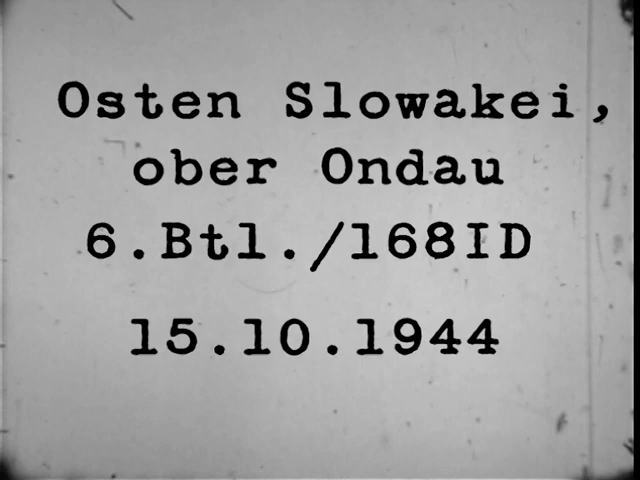 Osten Slowakei,
ober Ondau
6.Btl./168ID
15.10.1944